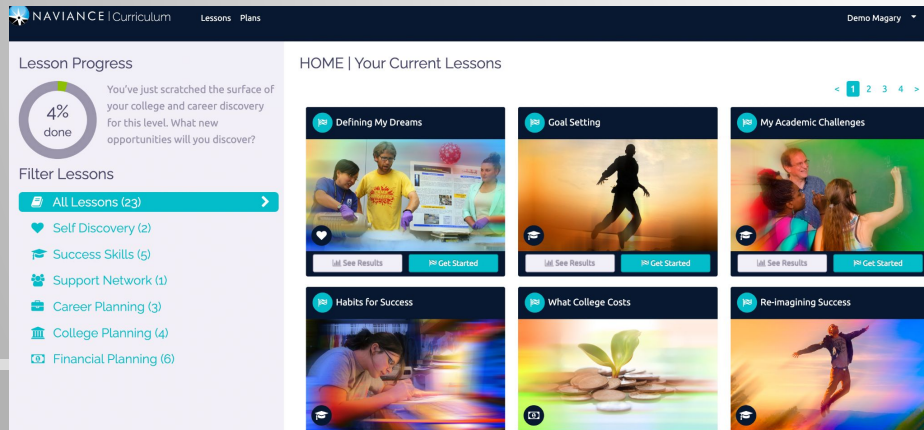 NAVIANCE | Curriculum Lessons Plans Demo Magary
Lesson Progress
4%
done
You've just scratched the surface of
your college and career discovery
for this level. What new
opportunities will you discover?
Filter Lessons
All Lessons (23)
Self Discovery (2)
Success Skills (5)
Support Network (1)
Career Planning (3)
College Planning (4)
Financial Planning (6)
HOME | Your Current Lessons
< 1 2 3 4 >
Defining My Dreams
See Results Get Started
Goal Setting
See Results Get Started
My Academic Challenges
See Results Get Started
Habits for Success
What College Costs
Re-imagining Success